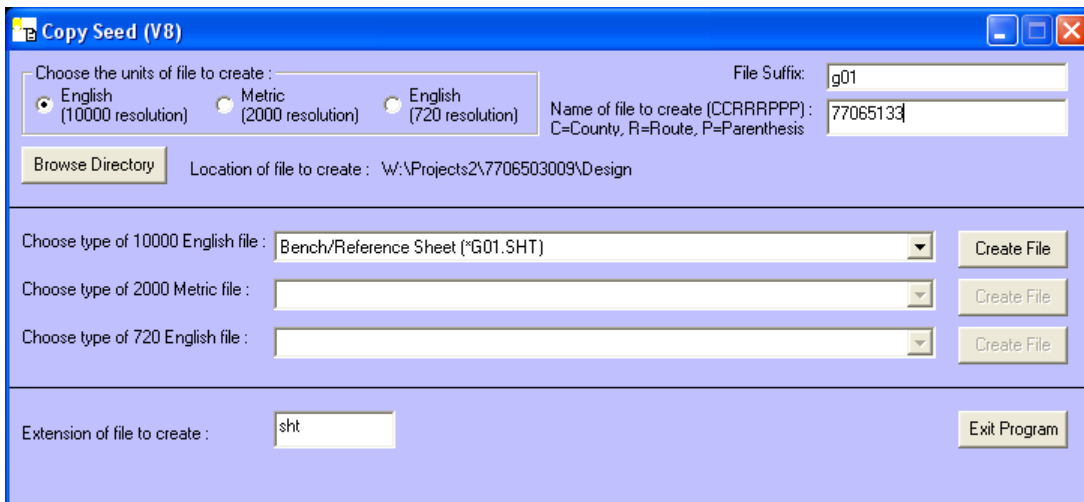 Copy Seed (V8)
Choose the units of file to create :
English
(10000 resolution)
Metric
(2000 resolution)
English
(720 resolution)
File Suffix:
g01
Name of file to create (CCRRRPPP) :
C=County, R=Route, P=Parenthesis
77065133
Browse Directory
Location of file to create : W:\Projects2\7706503009\Design
Choose type of 10000 English file :
Bench/Reference Sheet (*G01.SHT)
Create File
Choose type of 2000 Metric file :
Create File
Choose type of 720 English file :
Create File
Extension of file to create :
sht
Exit Program